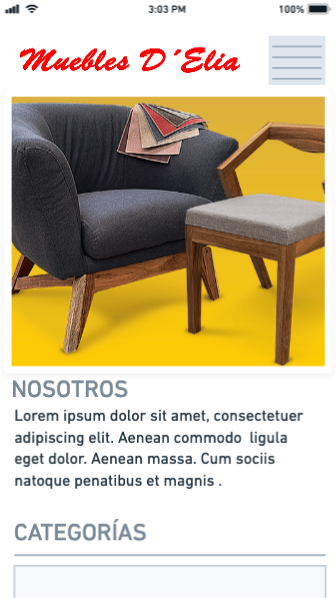 3:03 PM
100%
Muebles D´Elia
NOSOTROS
Lorem ipsum dolor sit amet, consectetuer
adipiscing elit. Aenean commodo  ligula
eget dolor. Aenean massa. Cum sociis
natoque penatibus et magnis .
CATEGORÍAS